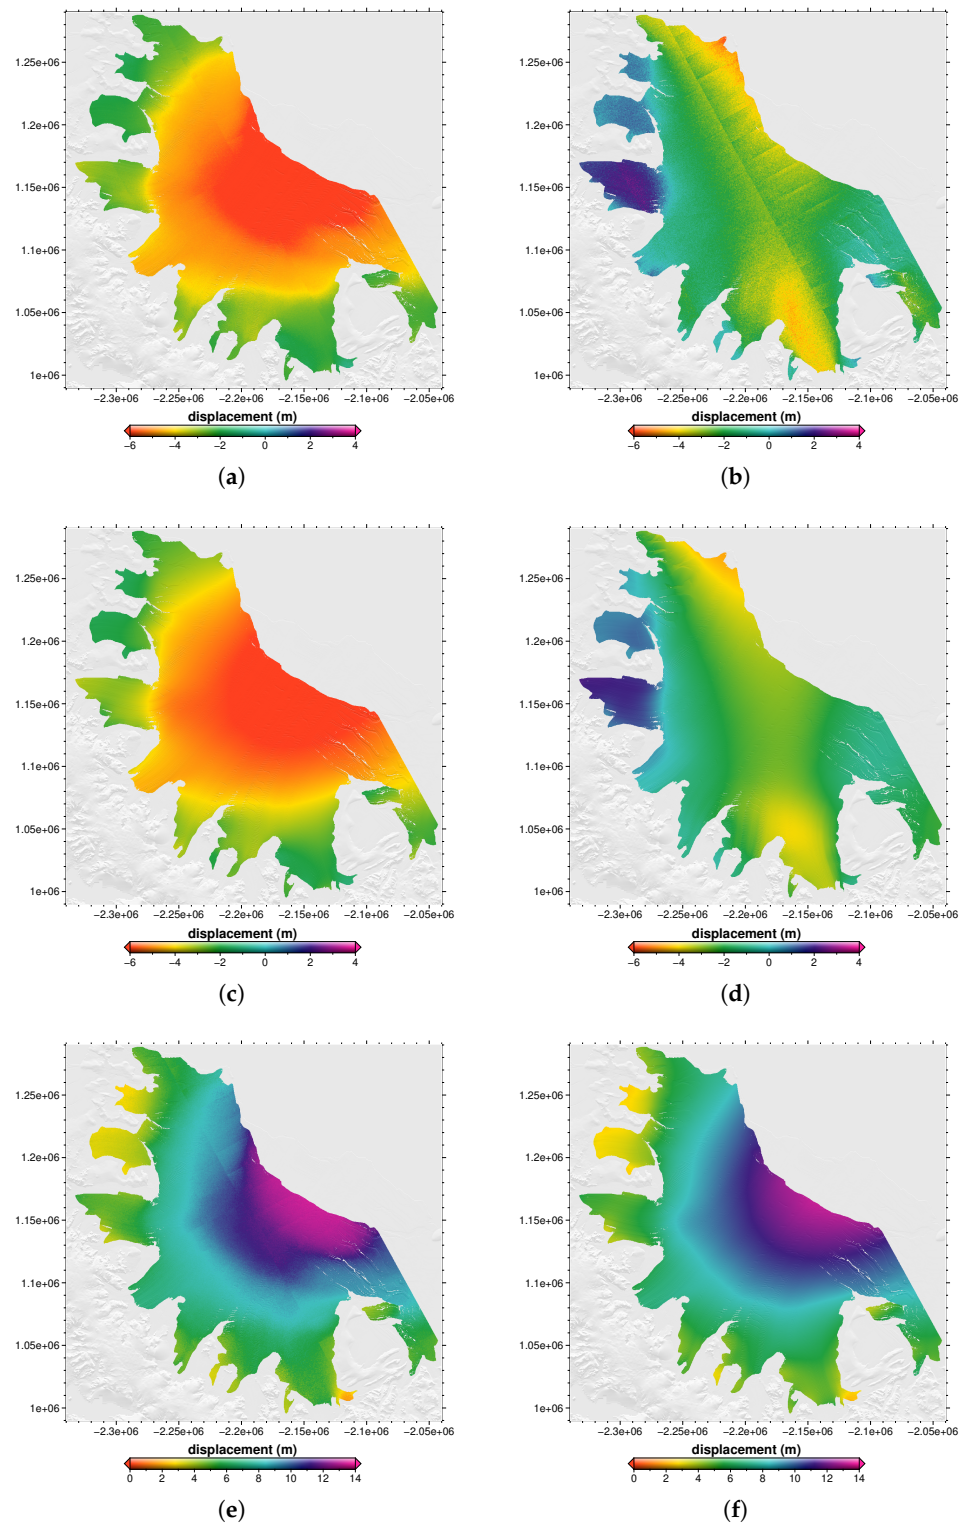 1.25e+06
1.2e+06
1.15e+06
1.1e+06
1.05e+06
1e+06
−2.3e+06 −2.25e+06 −2.2e+06 −2.15e+06 −2.1e+06 −2.05e+06
displacement (m)
−6 −4 −2 0 2 4
(a)
1.25e+06
1.2e+06
1.15e+06
1.1e+06
1.05e+06
1e+06
−2.3e+06 −2.25e+06 −2.2e+06 −2.15e+06 −2.1e+06 −2.05e+06
displacement (m)
−6 −4 −2 0 2 4
(b)
1.25e+06
1.2e+06
1.15e+06
1.1e+06
1.05e+06
1e+06
−2.3e+06 −2.25e+06 −2.2e+06 −2.15e+06 −2.1e+06 −2.05e+06
displacement (m)
−6 −4 −2 0 2 4
(c)
1.25e+06
1.2e+06
1.15e+06
1.1e+06
1.05e+06
1e+06
−2.3e+06 −2.25e+06 −2.2e+06 −2.15e+06 −2.1e+06 −2.05e+06
displacement (m)
−6 −4 −2 0 2 4
(d)
1.25e+06
1.2e+06
1.15e+06
1.1e+06
1.05e+06
1e+06
−2.3e+06 −2.25e+06 −2.2e+06 −2.15e+06 −2.1e+06 −2.05e+06
displacement (m)
0 2 4 6 8 10 12 14
(e)
1.25e+06
1.2e+06
1.15e+06
1.1e+06
1.05e+06
1e+06
−2.3e+06 −2.25e+06 −2.2e+06 −2.15e+06 −2.1e+06 −2.05e+06
displacement (m)
0 2 4 6 8 10 12 14
(f)